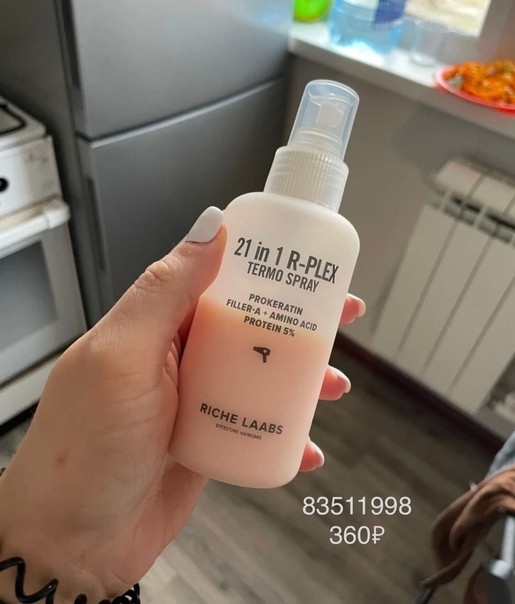 21 in 1 R-PLEX
TERMO SPRAY
PROKERATIN
FILLER-A + AMINO ACID
PROTEIN 5%
RICHE LAABS
EFFECTIVE HAIRCARE
83511998
360₽